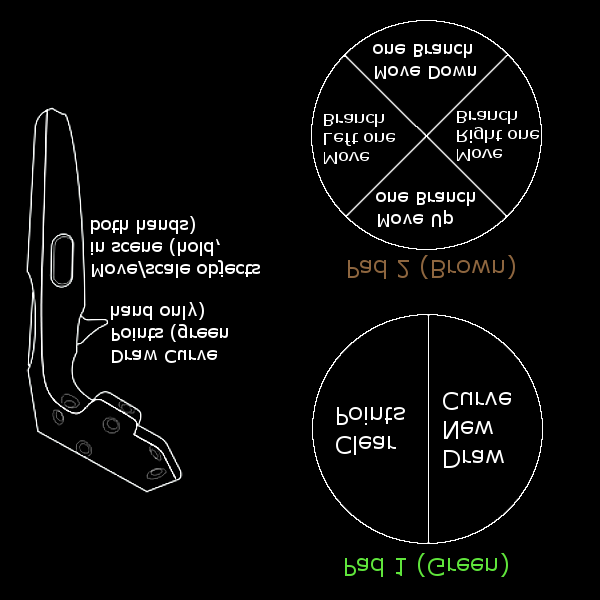 Pad 1 (Green)
Clear
Points
Draw
New
Curve
Draw Curve
Points (green
hand only)
Move/scale objects
in scene (hold,
both hands)
Pad 2 (Brown)
Move Up
one Branch
Move
Left one
Branch
Move
Right one
Branch
Move Down
one Branch